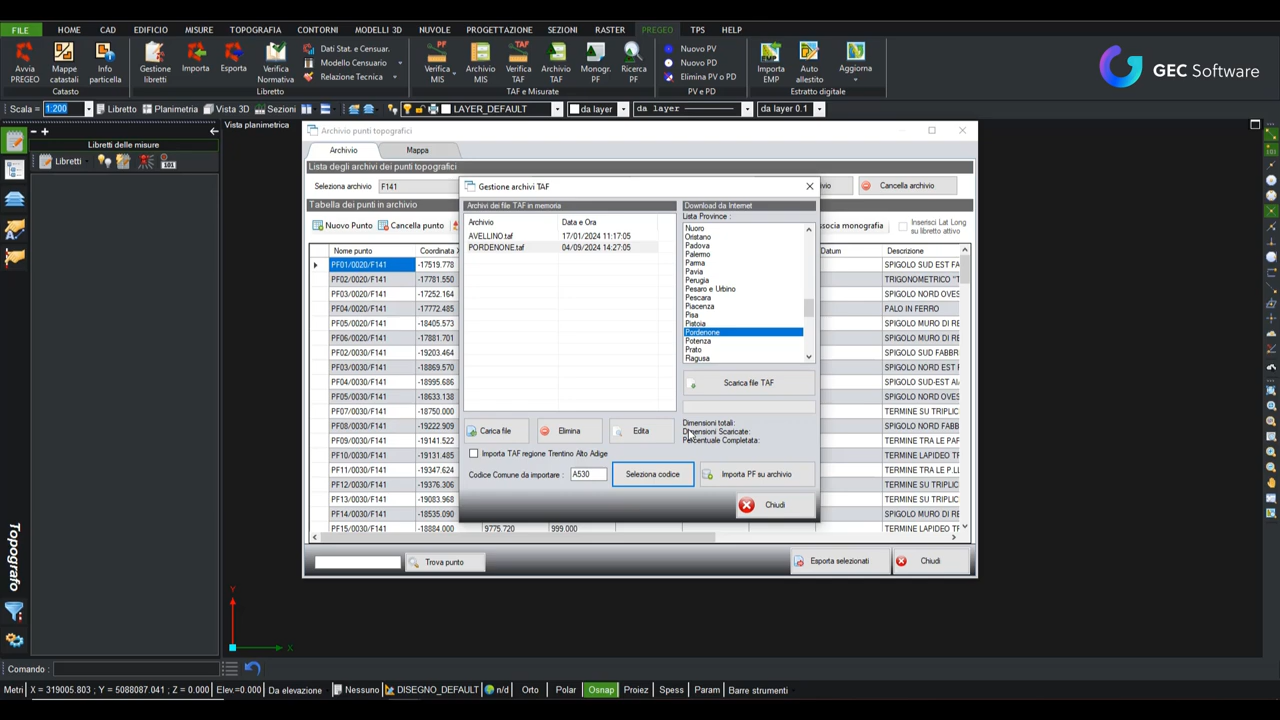 FILE HOME CAD EDIFICIO MISURE TOPOGRAFIA CONTORNI MODELLI 3D NUVOLE PROGETTAZIONE SEZIONI RASTER PREGEO TPS HELP
Avvia PREGEO
Mappe catastali
Info particella
Gestione libretti
Importa
Esporta
Verifica Normativa
Dati Stat. e Censuar.
Modello Censuario
Relazione Tecnica
Verifica MIS
Archivio MIS
Verifica TAF
Archivio TAF
Monogr. PF
Ricerca PF
Nuovo PV
Nuovo PD
Elimina PV o PD
Importa EMP
Auto allestito
Aggiorna
Catasto Libretto TAF e Misurate PV e PD Estratto digitale
GEC Software
Scala = 1:200 Libretto Planimetria Vista 3D Sezioni LAYER_DEFAULT da layer da layer da layer 0.1
Vista planimetrica
Libretti delle misure
Libretti
Archivio punti topografici
Archivio Mappa
Lista degli archivi dei punti topografici
Seleziona archivio F141 Cancella archivio
Tabella dei punti in archivio
Nuovo Punto Cancella punto Inserisci Lat Long su libretto attivo
Nome punto Coordinata X Datum Descrizione
PF01/0020/F141 -17519.778 SPIGOLO SUD EST FA
PF02/0020/F141 -17781.550 TRIGONOMETRICO "T
PF03/0020/F141 -17252.164 SPIGOLO NORD OVES
PF04/0020/F141 -17772.485 PALO IN FERRO
PF05/0020/F141 -18405.573 SPIGOLO MURO DI RE
PF06/0020/F141 -17881.701 SPIGOLO MURO DI RE
PF02/0030/F141 -19203.464 SPIGOLO SUD FABBR
PF03/0030/F141 -18869.570 SPIGOLO NORD EST F
PF04/0030/F141 -18995.686 SPIGOLO SUD-EST AI
PF05/0030/F141 -18633.138 SPIGOLO NORD OVES
PF07/0030/F141 -18750.000 TERMINE SU TRIPLIC
PF08/0030/F141 -19222.909 SPIGOLO NORD FABB
PF09/0030/F141 -19141.522 TERMINE TRA LE PAR
PF10/0030/F141 -19131.485 TERMINE LAPIDEO TF
PF11/0030/F141 -19347.624 TERMINE TRA LE P.LL
PF12/0030/F141 -19376.306 TERMINE SU TRIPLIC
PF13/0030/F141 -19083.968 TERMINE SU TRIPLIC
PF14/0030/F141 -18535.090 SPIGOLO MURO DI RE
PF15/0030/F141 -18884.000 9775.720 999.000 TERMINE LAPIDEO TF
Trova punto Esporta selezionati Chiudi
Gestione archivi TAF
Archivi dei file TAF in memoria
Archivio Data e Ora
AVELLINO.taf 17/01/2024 11:17:05
PORDENONE.taf 04/09/2024 14:27:05
Download da Internet
Lista Province :
Nuoro
Oristano
Padova
Palermo
Parma
Pavia
Perugia
Pesaro e Urbino
Pescara
Piacenza
Pisa
Pistoia
Pordenone
Potenza
Prato
Ragusa
Scarica file TAF
Dimensioni totali:
Dimensioni Scaricate:
Percentuale Completata:
Carica file Elimina Edita
Importa TAF regione Trentino Alto Adige
Codice Comune da importare : A530 Seleziona codice Importa PF su archivio
Chiudi
Topografo
Y
X
Comando :
Metri X = 319005.803 ; Y = 5088087.041 ; Z = 0.000 Elev.=0.000 Da elevazione Nessuno DISEGNO_DEFAULT n/d Orto Polar Osnap Proiez Spess Param Barre strumenti